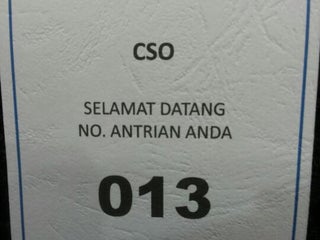 CSO
SELAMAT DATANG
NO. ANTRIAN ANDA
013